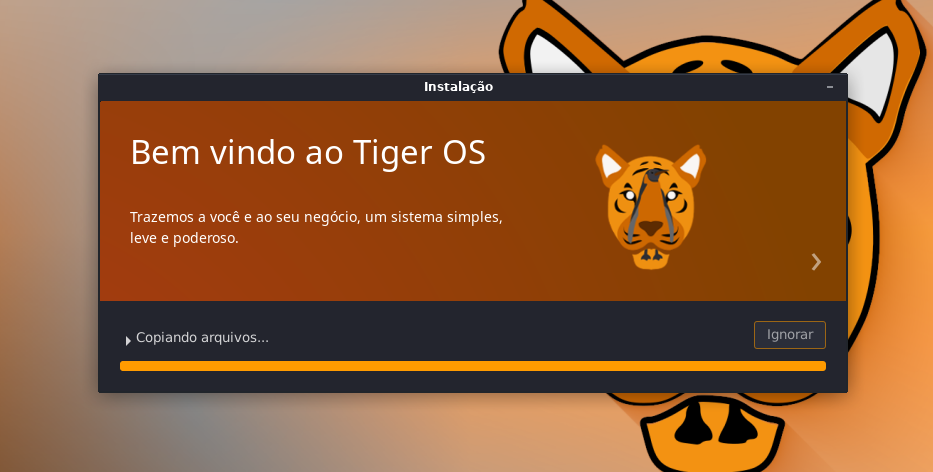 Instalação
Bem vindo ao Tiger OS
Trazemos a você e ao seu negócio, um sistema simples,
leve e poderoso.
Copiando arquivos...
Ignorar